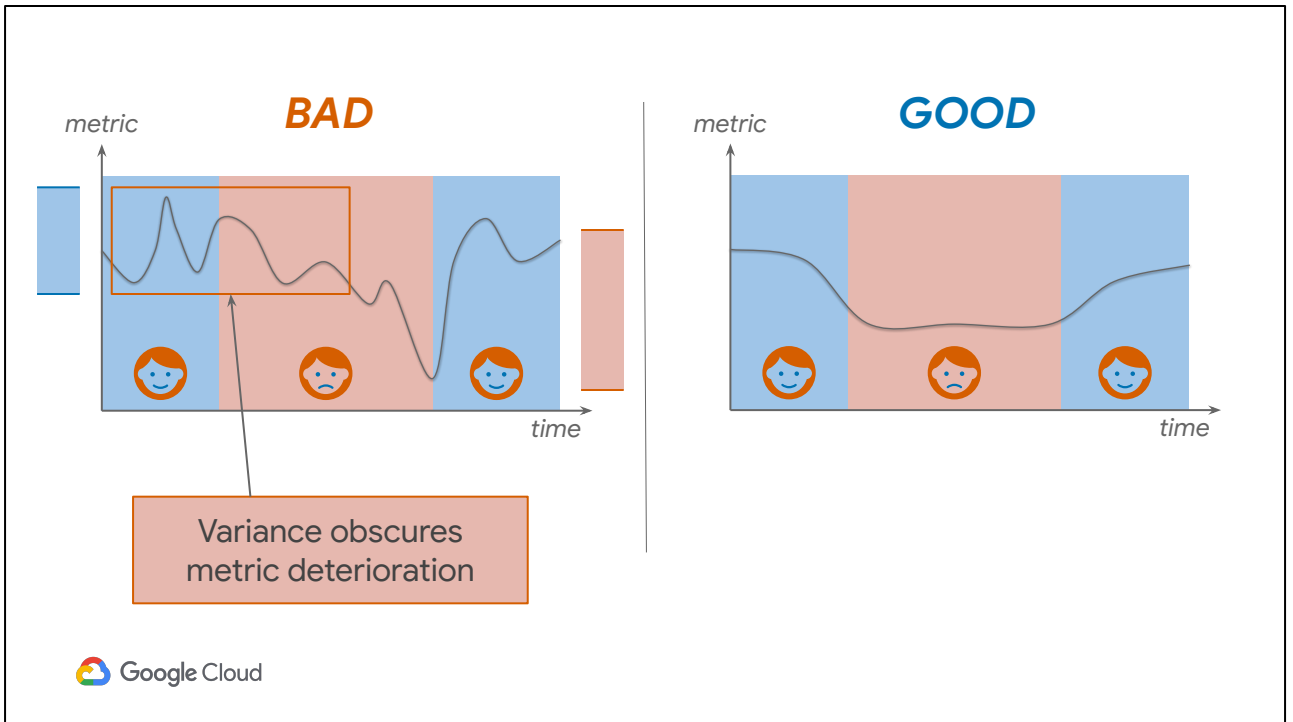 BAD
metric
time
Variance obscures
metric deterioration
GOOD
metric
time
Google Cloud